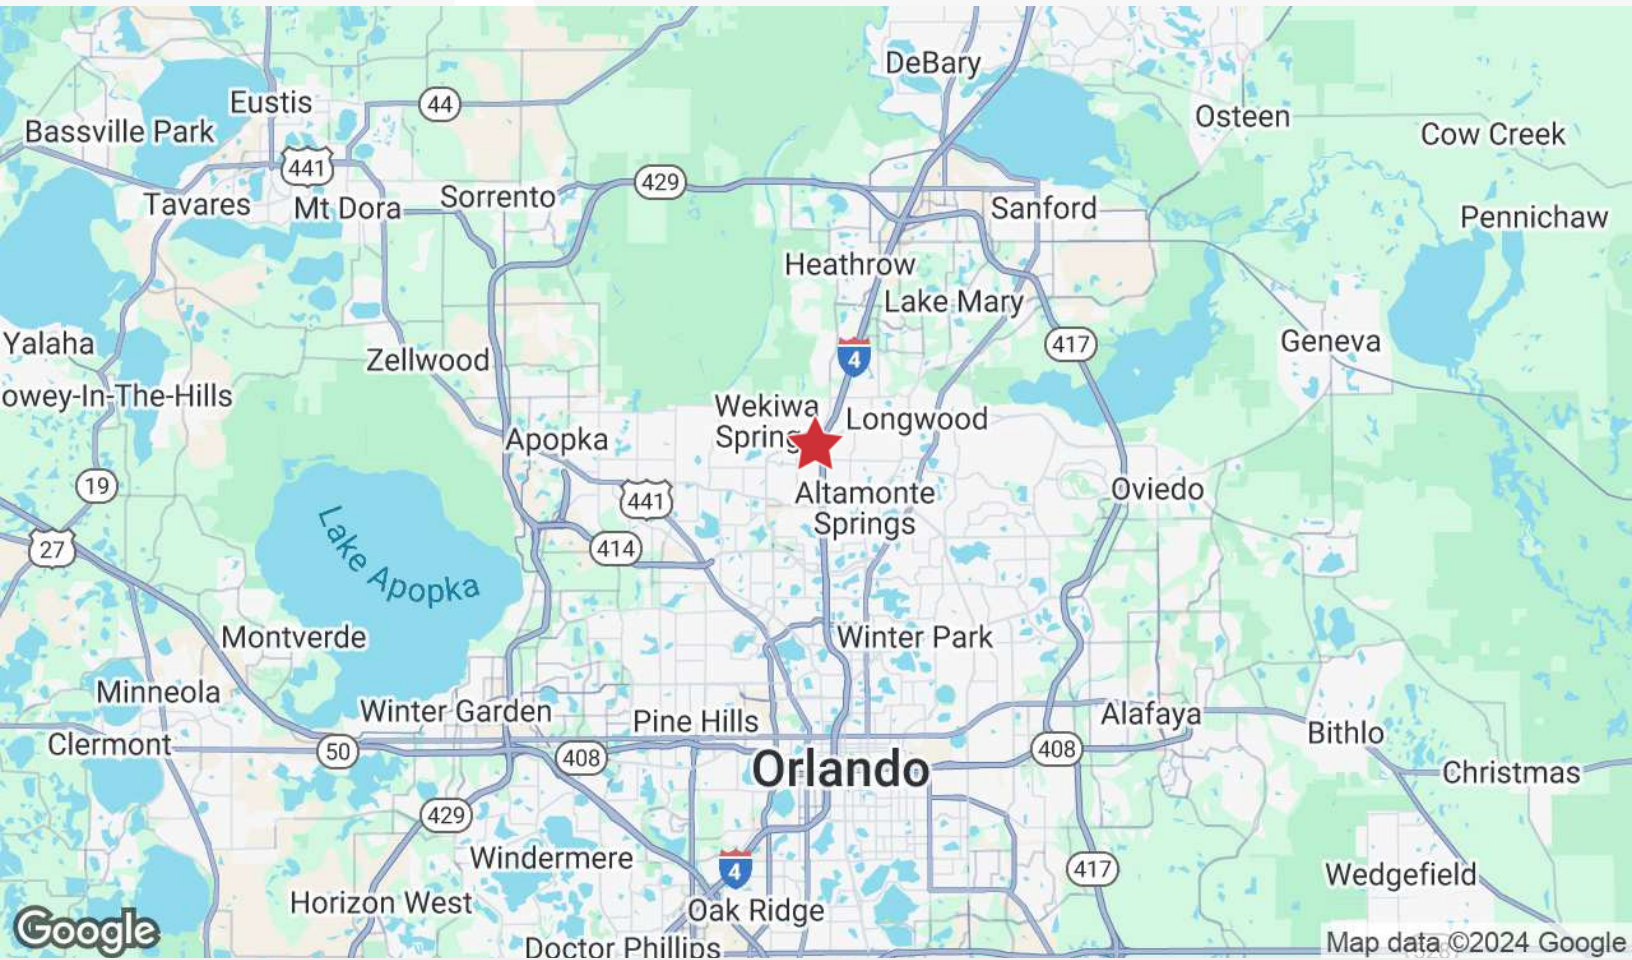 DeBary
Eustis
44
Osteen
Bassville Park
Cow Creek
441
429
Tavares
Mt Dora
Sorrento
Sanford
Pennichaw
Heathrow
Lake Mary
Yalaha
Zellwood
4
417
Geneva
owey-In-The-Hills
Wekiwa
Spring
Longwood
Apopka
19
441
Altamonte
Springs
Oviedo
27
414
Lake Apopka
Montverde
Winter Park
Minneola
Winter Garden
Pine Hills
Alafaya
Clermont
50
408
Orlando
408
Bithlo
Christmas
429
Windermere
4
417
Wedgefield
Horizon West
Oak Ridge
Google
Doctor Phillips
Map data ©2024 Google